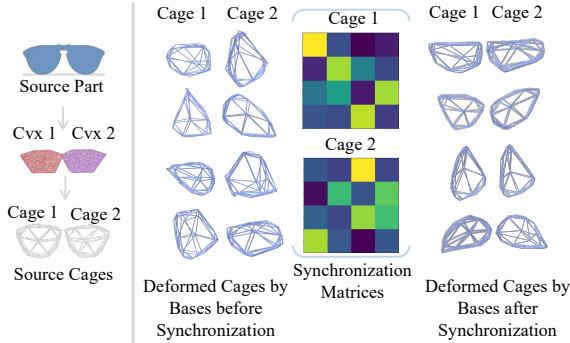 Source Part
Cvx 1 Cvx 2
Cage 1 Cage 2
Source Cages
Cage 1 Cage 2
Deformed Cages by
Bases before
Synchronization
Cage 1
Cage 2
Synchronization
Matrices
Cage 1 Cage 2
Deformed Cages by
Bases after
Synchronization